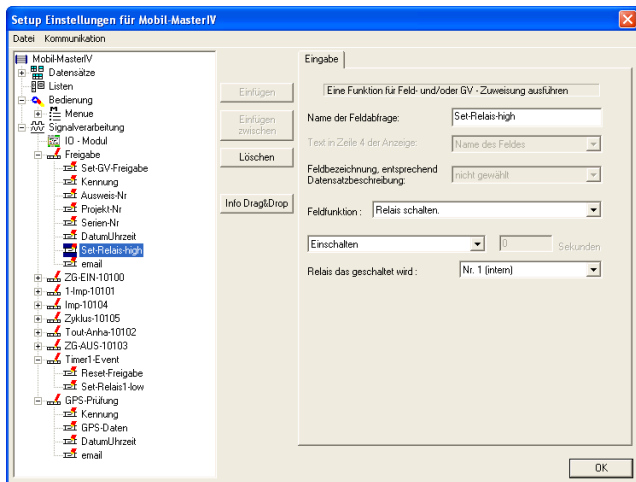 Setup Einstellungen für Mobil-MasterIV
Datei Kommunikation
Mobil-MasterIV
Datensätze
Listen
Bedienung
Menue
Signalverarbeitung
IO - Modul
Freigabe
Set-GV-Freigabe
Kennung
Ausweis-Nr
Projekt-Nr
Serien-Nr
DatumUhrzeit
Set-Relais-high
email
ZG-EIN-10100
1-Imp-10101
Imp-10104
Zyklus-10105
Tout-Anha-10102
ZG-AUS-10103
Timer1-Event
Reset-Freigabe
Set-Relais1-low
GPS-Prüfung
Kennung
GPS-Daten
DatumUhrzeit
email
Einfügen
Einfügen
zwischen
Löschen
Info Drag&Drop
Eingabe
Eine Funktion für Feld- und/oder GV - Zuweisung ausführen
Name der Feldabfrage: Set-Relais-high
Text in Zeile 4 der Anzeige: Name des Feldes
Feldbezeichnung, entsprechend
Datensatzbeschreibung: nicht gewählt
Feldfunktion : Relais schalten.
Einschalten 0 Sekunden
Relais das geschaltet wird : Nr. 1 (intern)
OK